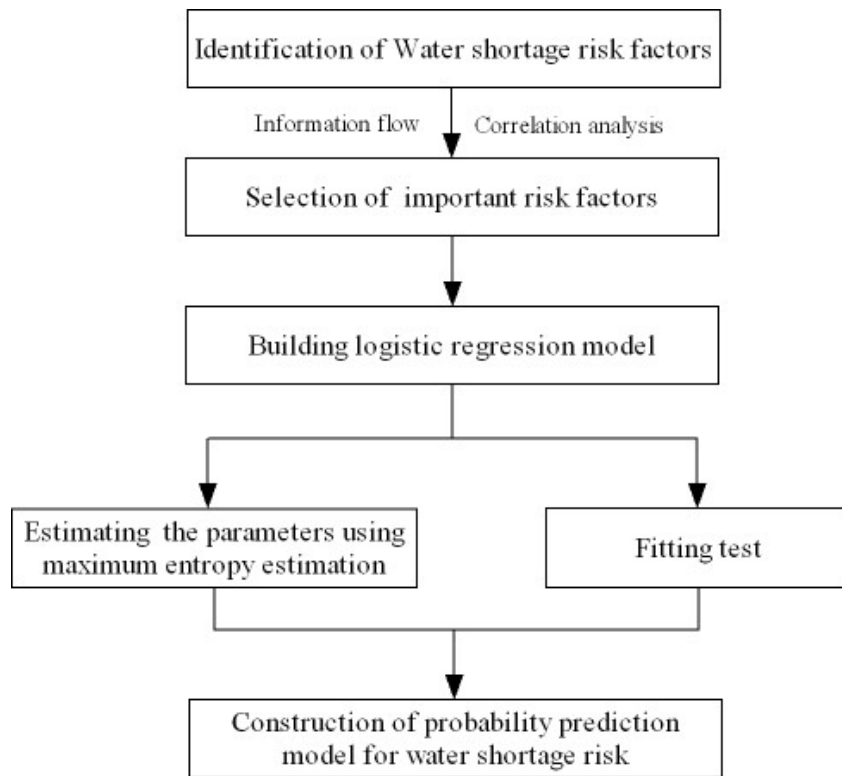 Identification of Water shortage risk factors
Information flow
Correlation analysis
Selection of important risk factors
Building logistic regression model
Estimating the parameters using
maximum entropy estimation
Fitting test
Construction of probability prediction
model for water shortage risk